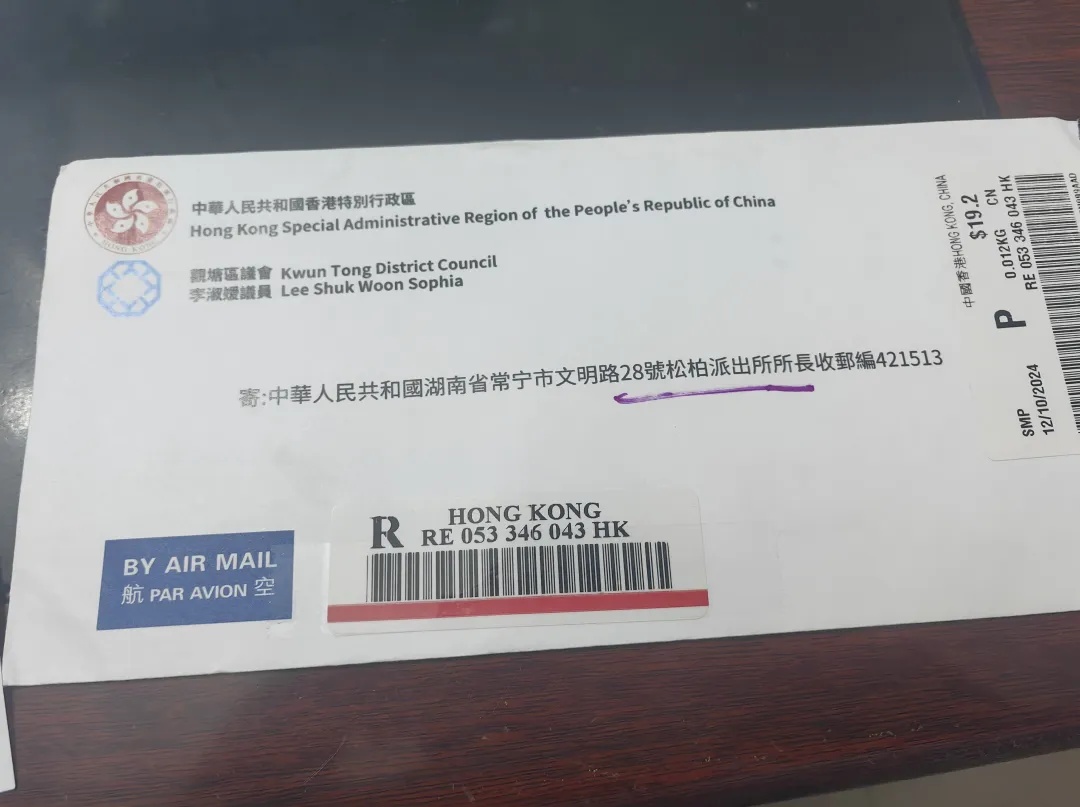 中華人民共和國香港特別行政區
Hong Kong Special Administrative Region of the People's Republic of China
觀塘區議會 Kwun Tong District Council
李淑媛議員 Lee Shuk Woon Sophia
寄:中華人民共和國湖南省常宁市文明路28號松柏派出所所長收郵編421513
中國香港HONG KONG, CHINA
$19.2
CN
P
0.012KG
RE 053 346 043 HK
SMP
12/10/2024
BY AIR MAIL
航 PAR AVION 空
R
HONG KONG
RE 053 346 043 HK
HONG KONG